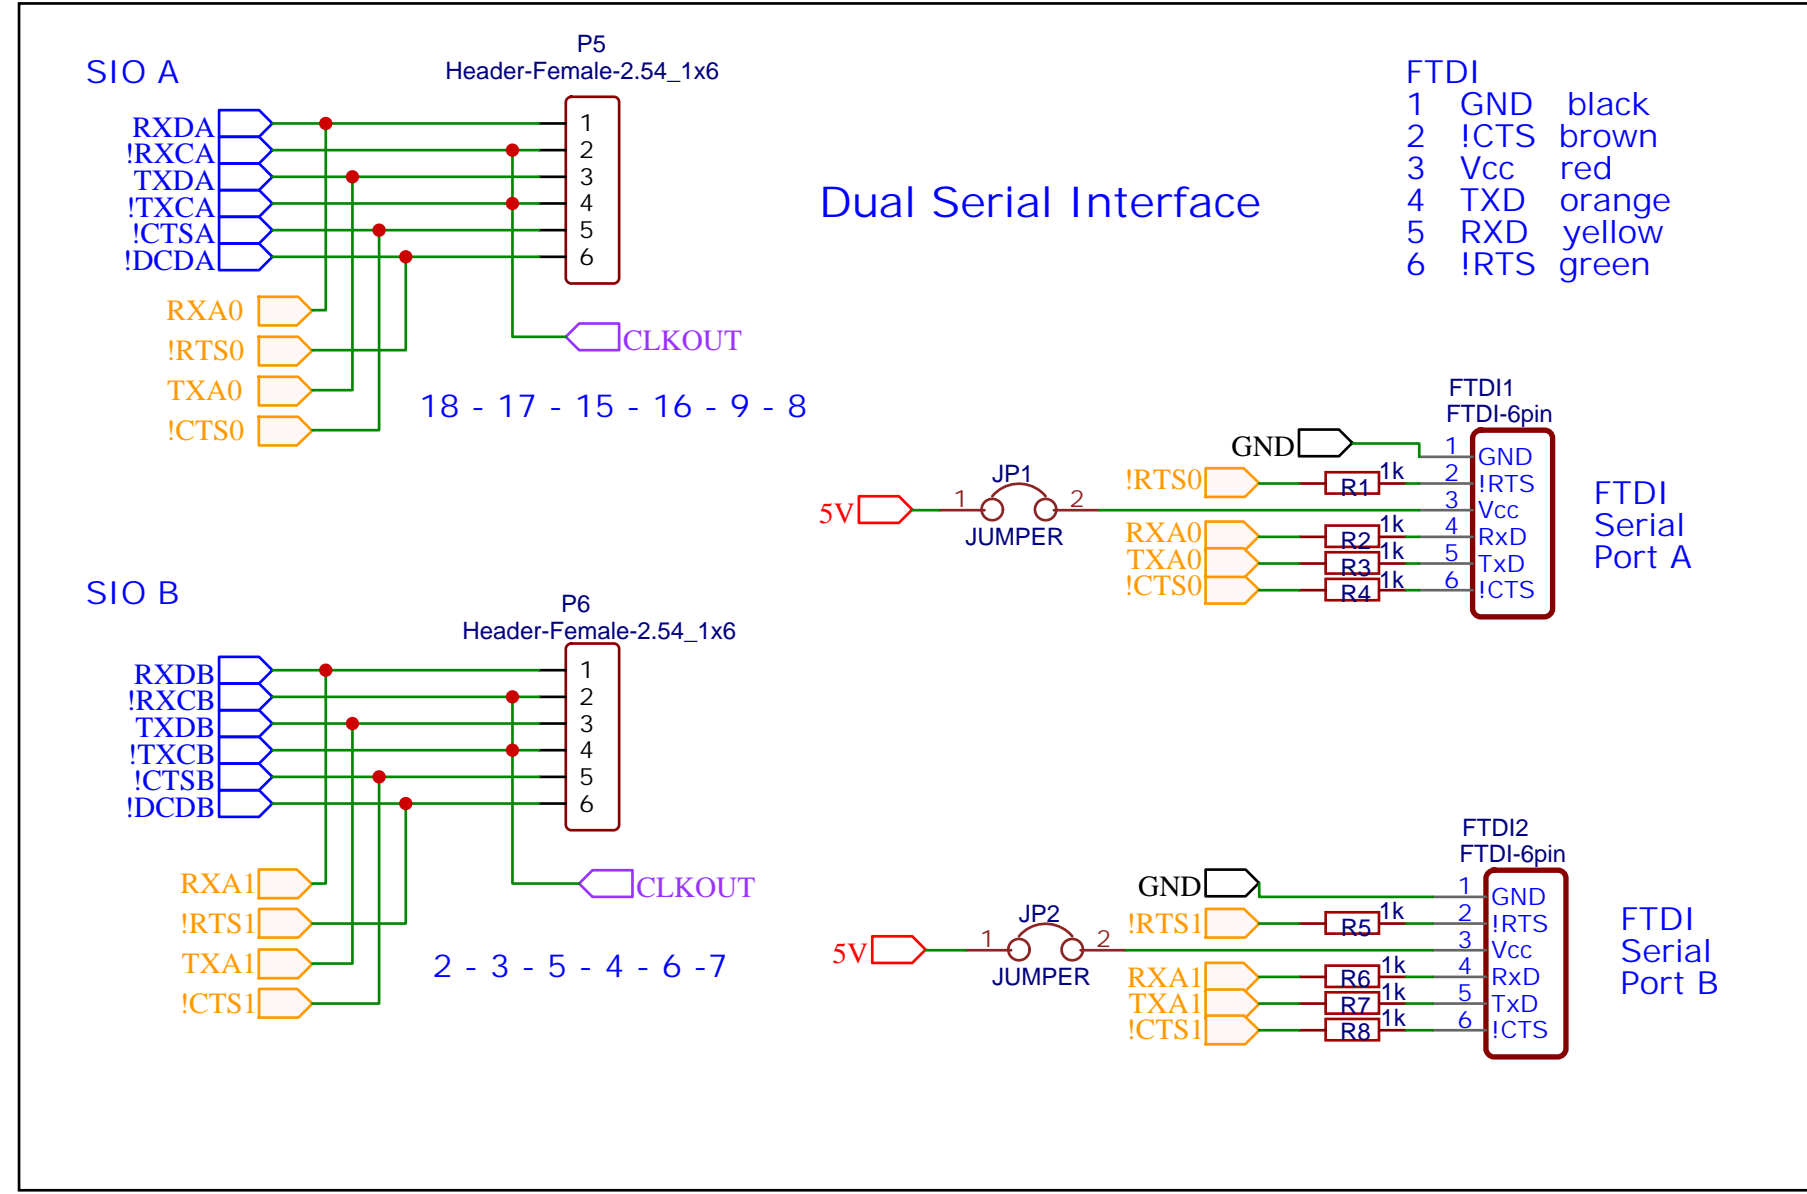 SIO A
P5
Header-Female-2.54_1x6
RXDA
!RXCA
TXDA
!TXCA
!CTSA
!DCDA
1
2
3
4
5
6
RXA0
!RTS0
TXA0
!CTS0
CLKOUT
18 - 17 - 15 - 16 - 9 - 8
Dual Serial Interface
FTDI
1 GND black
2 !CTS brown
3 Vcc red
4 TXD orange
5 RXD yellow
6 !RTS green
FTDI1
FTDI-6pin
GND 1 GND
!RTS0 R1 1k 2 !RTS
5V 1 JP1 2 3 Vcc
JUMPER
RXA0 R2 1k 4 RxD
TXA0 R3 1k 5 TxD
!CTS0 R4 1k 6 !CTS
FTDI
Serial
Port A
SIO B
P6
Header-Female-2.54_1x6
RXDB
!RXCB
TXDB
!TXCB
!CTSB
!DCDB
1
2
3
4
5
6
RXA1
!RTS1
TXA1
!CTS1
CLKOUT
2 - 3 - 5 - 4 - 6 -7
FTDI2
FTDI-6pin
GND 1 GND
!RTS1 R5 1k 2 !RTS
5V 1 JP2 2 3 Vcc
JUMPER
RXA1 R6 1k 4 RxD
TXA1 R7 1k 5 TxD
!CTS1 R8 1k 6 !CTS
FTDI
Serial
Port B